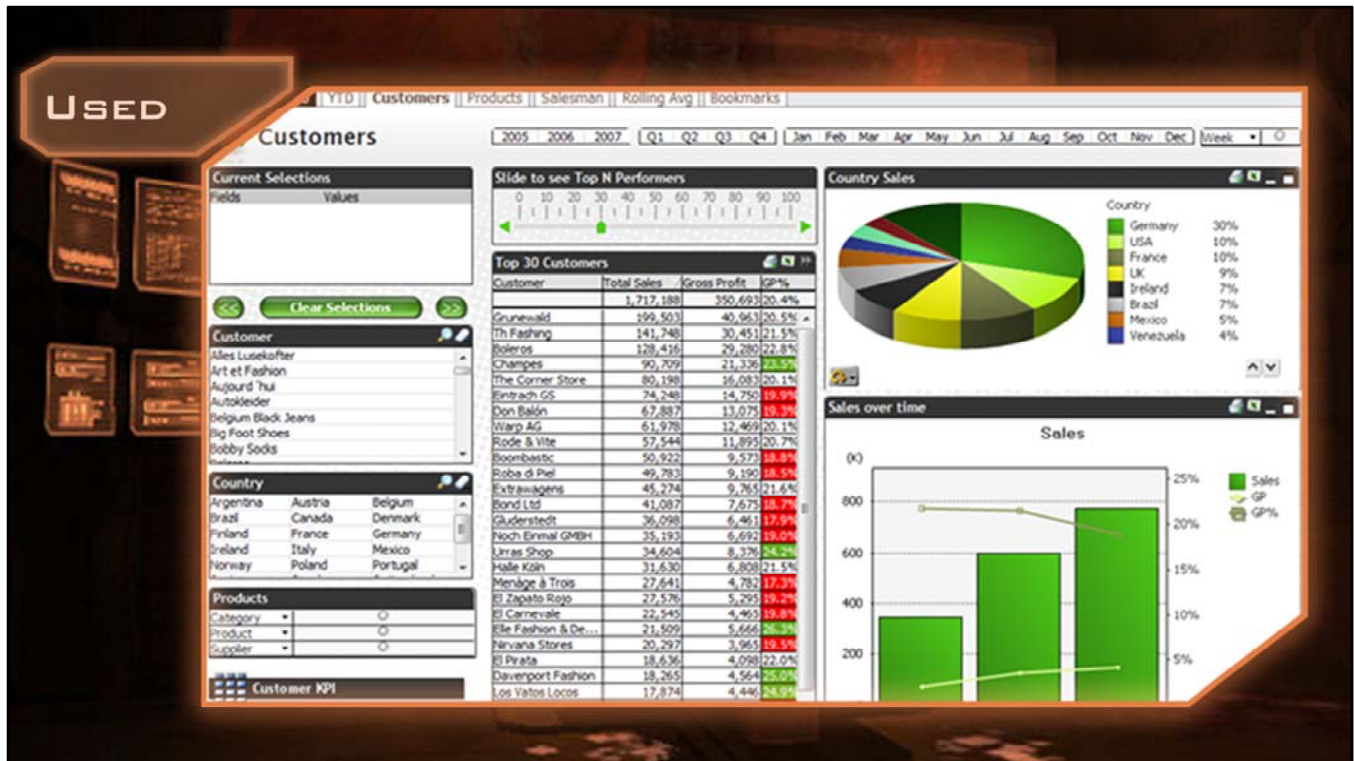 USED
YTD Customers Products Salesman Rolling Avg Bookmarks
Customers
2005 2006 2007 Q1 Q2 Q3 Q4 Jan Feb Mar Apr May Jun Jul Aug Sep Oct Nov Dec Week
Current Selections
Fields Values
<< Clear Selections >>
Customer
Alles Lusekofter
Art et Fashion
Aujourd 'hui
Autokleider
Belgium Black Jeans
Big Foot Shoes
Bobby Socks
Country
Argentina Austria Belgium
Brazil Canada Denmark
Finland France Germany
Ireland Italy Mexico
Norway Poland Portugal
Products
Category
Product
Supplier
Customer KPI
Slide to see Top N Performers
0 10 20 30 40 50 60 70 80 90 100
Top 30 Customers
Customer Total Sales Gross Profit GP%
1,717,188 350,693 20.4%
Grunewald 199,503 40,963 20.5%
Th Fashing 141,748 30,451 21.5%
Boleros 128,416 29,280 22.8%
Champes 90,709 21,336 23.5%
The Corner Store 80,198 16,083 20.1%
Eintrach GS 74,248 14,750 19.9%
Don Balón 67,887 13,075 19.3%
Warp AG 61,978 12,469 20.1%
Rode & Vite 57,544 11,895 20.7%
Boombastic 50,922 9,573 18.8%
Roba di Piel 49,783 9,190 18.5%
Extrawagens 45,274 9,765 21.6%
Bond Ltd 41,087 7,675 18.7%
Gluderstedt 36,098 6,461 17.9%
Noch Einmal GMBH 35,193 6,692 19.0%
Urras Shop 34,604 8,376 24.2%
Halle Köln 31,630 6,808 21.5%
Menàge à Trois 27,641 4,782 17.3%
El Zapato Rojo 27,576 5,295 19.2%
El Carnevale 22,545 4,465 19.8%
Elle Fashion & De... 21,509 5,666 26.3%
Nirvana Stores 20,297 3,965 19.5%
El Pirata 18,636 4,098 22.0%
Davenport Fashion 18,265 4,564 25.0%
Los Vatos Locos 17,874 4,446 24.9%
Country Sales
Country
Germany 30%
USA 10%
France 10%
UK 9%
Ireland 7%
Brazil 7%
Mexico 5%
Venezuela 4%
Sales over time
Sales
(K)
800
600
400
200
25%
20%
15%
10%
5%
Sales
GP
GP%